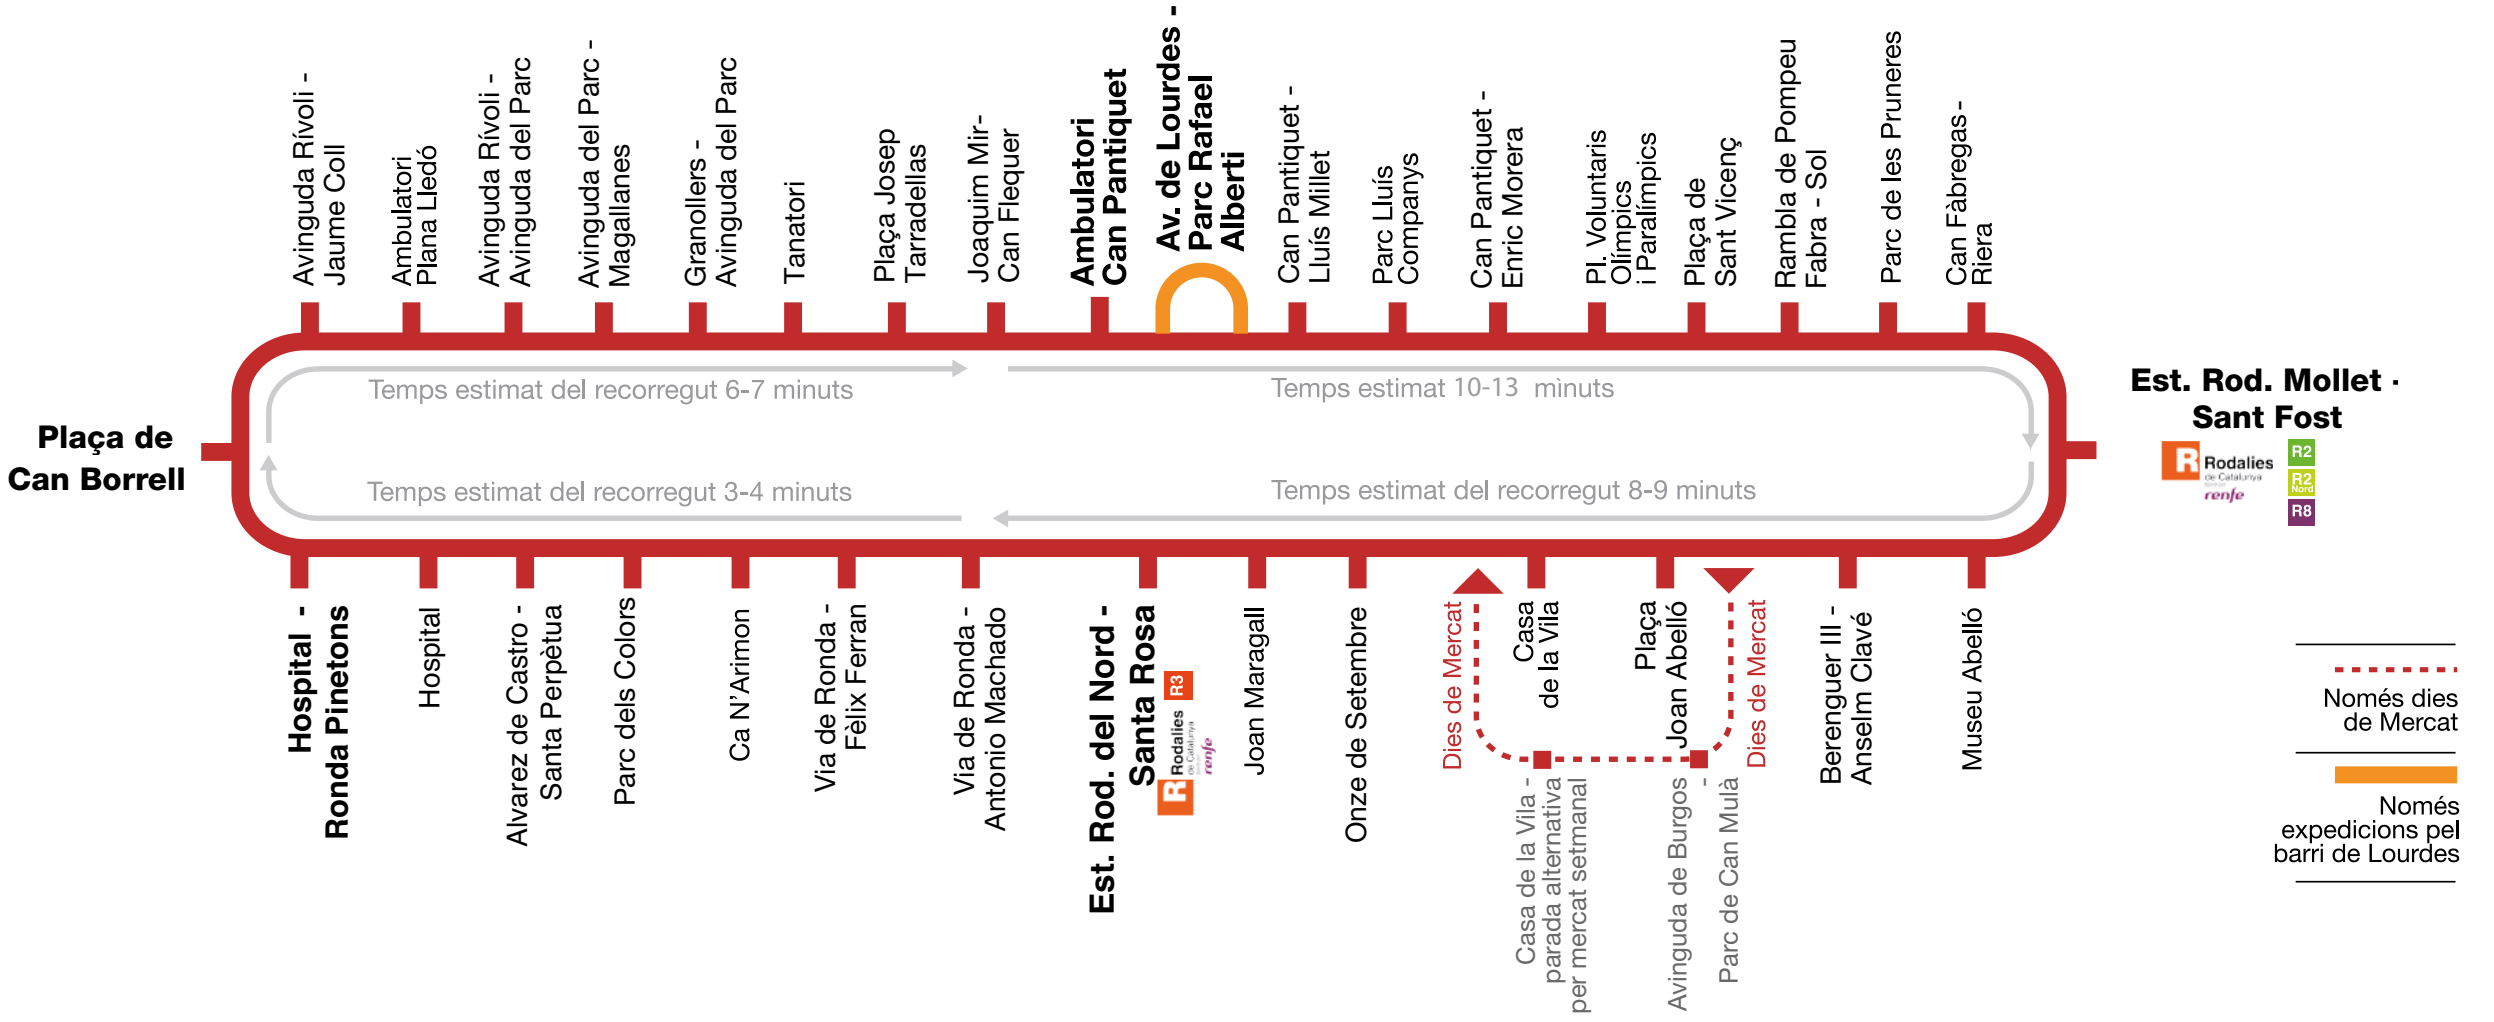 Avinguda Rívoli -
Jaume Coll
Ambulatori
Plana Lledó
Avinguda Rívoli -
Avinguda del Parc
Avinguda del Parc -
Magallanes
Granollers -
Avinguda del Parc
Tanatori
Plaça Josep
Tarradellas
Joaquim Mir-
Can Flequer
Ambulatori
Can Pantiquet
Av. de Lourdes -
Parc Rafael
Alberti
Can Pantiquet -
Lluís Millet
Parc Lluís
Companys
Can Pantiquet -
Enric Morera
Pl. Voluntaris
Olímpics
i Paralímpics
Plaça de
Sant Vicenç
Rambla de Pompeu
Fabra - Sol
Parc de les Pruneres
Can Fàbregas-
Riera
Temps estimat del recorregut 6-7 minuts
Temps estimat 10-13 minuts
Plaça de
Can Borrell
Est. Rod. Mollet ·
Sant Fost
R Rodalies
de Catalunya
renfe
R2
R2
Nord
R8
Temps estimat del recorregut 3-4 minuts
Temps estimat del recorregut 8-9 minuts
Hospital -
Ronda Pinetons
Hospital
Alvarez de Castro -
Santa Perpètua
Parc dels Colors
Ca N'Arimon
Via de Ronda -
Fèlix Ferran
Via de Ronda -
Antonio Machado
Est. Rod. del Nord -
Santa Rosa
R Rodalies
de Catalunya
renfe
R3
Joan Maragall
Onze de Setembre
Dies de Mercat
Casa
de la Vila
Plaça
Joan Abelló
Dies de Mercat
Casa de la Vila -
parada alternativa
per mercat setmanal
Avinguda de Burgos
-
Parc de Can Mulà
Berenguer III -
Anselm Clavé
Museu Abelló
Només dies
de Mercat
Només
expedicions pel
barri de Lourdes